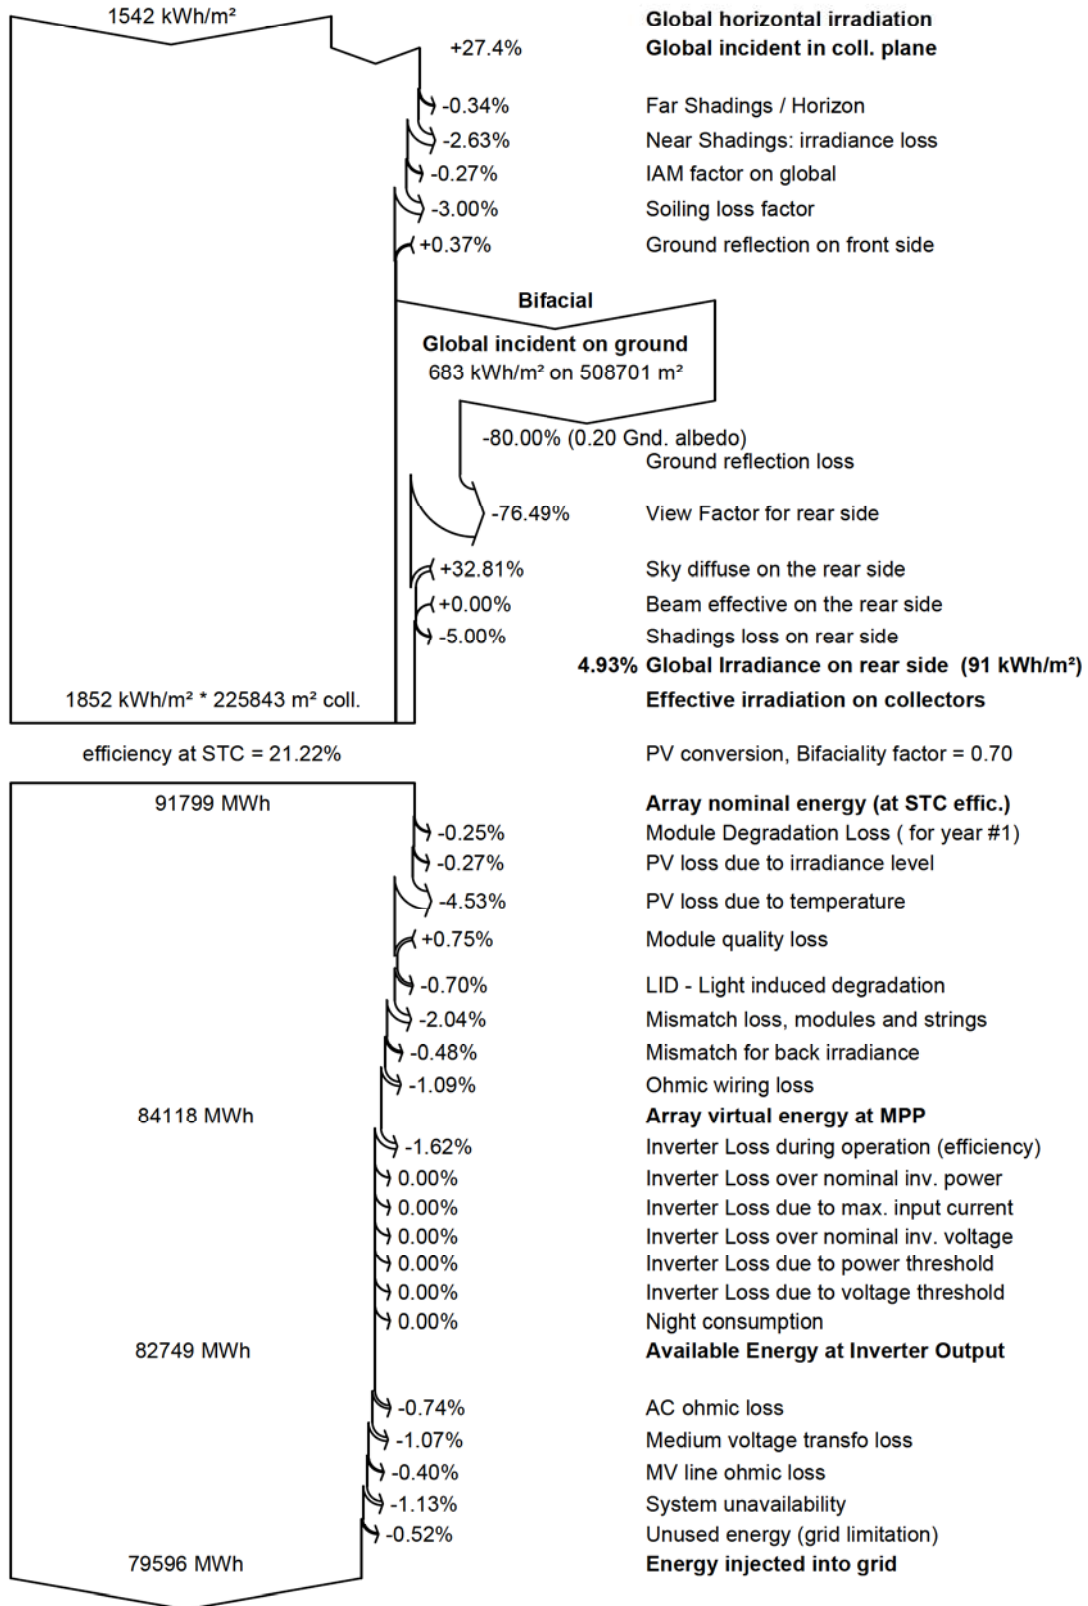 1542 kWh/m² Global horizontal irradiation
+27.4% Global incident in coll. plane
-0.34% Far Shadings / Horizon
-2.63% Near Shadings: irradiance loss
-0.27% IAM factor on global
-3.00% Soiling loss factor
+0.37% Ground reflection on front side
Bifacial
Global incident on ground
683 kWh/m² on 508701 m²
-80.00% (0.20 Gnd. albedo)
Ground reflection loss
-76.49% View Factor for rear side
+32.81% Sky diffuse on the rear side
+0.00% Beam effective on the rear side
-5.00% Shadings loss on rear side
4.93% Global Irradiance on rear side (91 kWh/m²)
1852 kWh/m² * 225843 m² coll. Effective irradiation on collectors
efficiency at STC = 21.22% PV conversion, Bifaciality factor = 0.70
91799 MWh Array nominal energy (at STC effic.)
-0.25% Module Degradation Loss ( for year #1)
-0.27% PV loss due to irradiance level
-4.53% PV loss due to temperature
+0.75% Module quality loss
-0.70% LID - Light induced degradation
-2.04% Mismatch loss, modules and strings
-0.48% Mismatch for back irradiance
-1.09% Ohmic wiring loss
84118 MWh Array virtual energy at MPP
-1.62% Inverter Loss during operation (efficiency)
0.00% Inverter Loss over nominal inv. power
0.00% Inverter Loss due to max. input current
0.00% Inverter Loss over nominal inv. voltage
0.00% Inverter Loss due to power threshold
0.00% Inverter Loss due to voltage threshold
0.00% Night consumption
82749 MWh Available Energy at Inverter Output
-0.74% AC ohmic loss
-1.07% Medium voltage transfo loss
-0.40% MV line ohmic loss
-1.13% System unavailability
-0.52% Unused energy (grid limitation)
79596 MWh Energy injected into grid